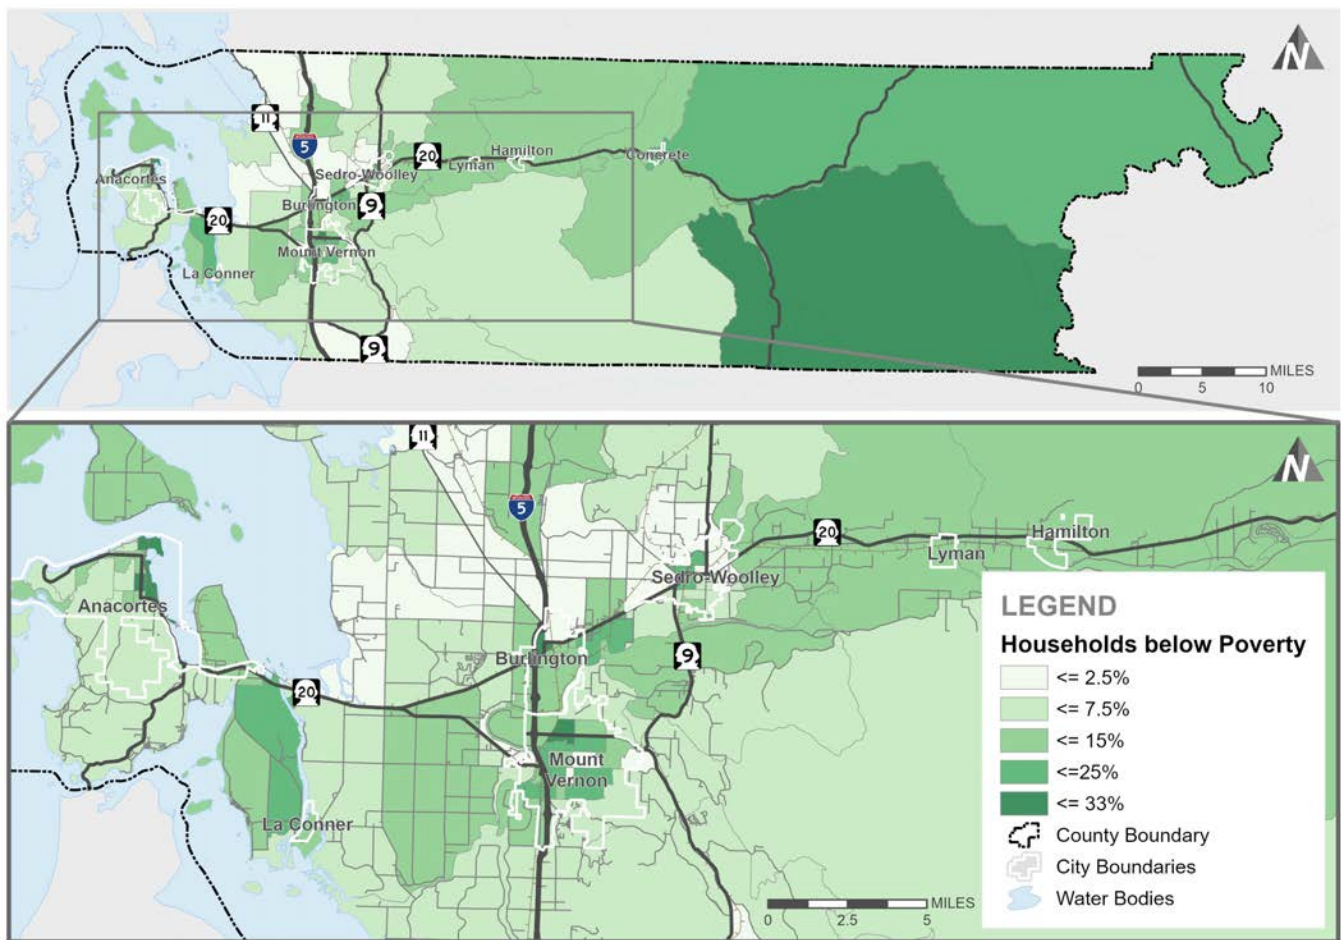 N
11
5
20
Hamilton
Lyman
Concrete
Sedro-Woolley
Anacortes
Burlington
9
20
Mount Vernon
La Conner
9
MILES
0 5 10
11
N
5
20
Hamilton
Lyman
Sedro-Woolley
Anacortes
Burlington
9
20
Mount
Vernon
La Conner
MILES
0 2.5 5
LEGEND
Households below Poverty
<= 2.5%
<= 7.5%
<= 15%
<=25%
<= 33%
County Boundary
City Boundaries
Water Bodies